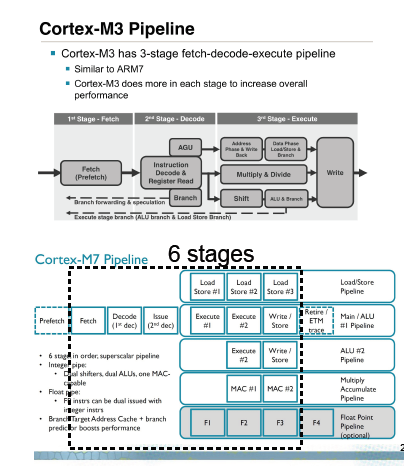 Cortex-M3 Pipeline
Cortex-M3 has 3-stage fetch-decode-execute pipeline
Similar to ARM7
Cortex-M3 does more in each stage to increase overall
performance
1st Stage - Fetch
2nd Stage - Decode
3rd Stage - Execute
Fetch
(Prefetch)
AGU
Instruction
Decode &
Register Read
Branch
Address
Phase & Write
Back
Data Phase
Load/Store &
Branch
Multiply & Divide
Shift
ALU & Branch
Write
Branch forwarding & speculation
Execute stage branch (ALU branch & Load Store Branch)
Cortex-M7 Pipeline
6 stages
Load
Store #1
Load
Store #2
Load
Store #3
Load/Store
Pipeline
Prefetch
Fetch
Decode
(1st dec)
Issue
(2nd dec)
Execute
#1
Execute
#2
Write /
Store
Retire /
ETM
trace
Main / ALU
#1 Pipeline
Execute
#2
Write /
Store
ALU #2
Pipeline
MAC #1
MAC #2
Multiply
Accumulate
Pipeline
F1
F2
F3
F4
Float Point
Pipeline
(optional)
6 stage in order, superscalar pipeline
Integer pipe:
Dual shifters, dual ALUs, one MAC-
capable
Float pipe:
FP instrs can be dual issued with
integer instrs
Branch Target Address Cache + branch
predictor boosts performance
2